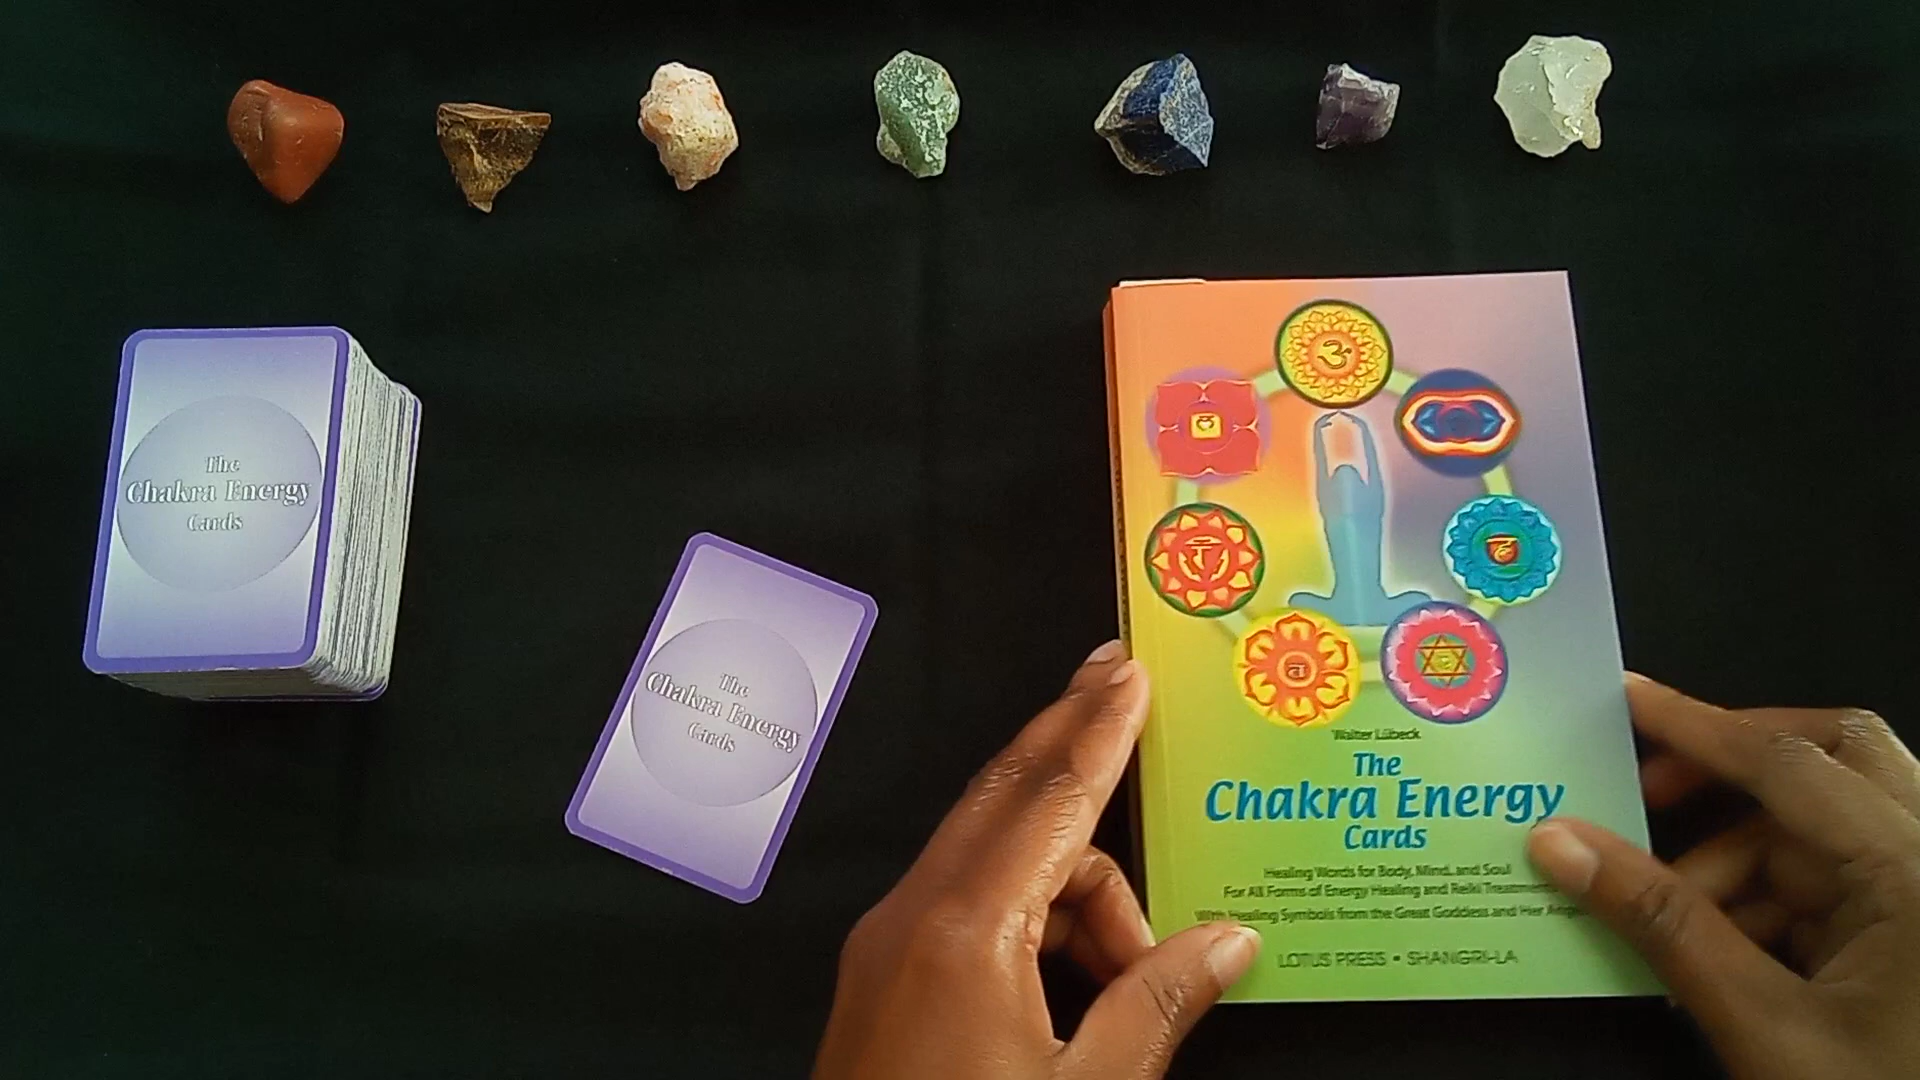 The
Chakra Energy
Cards
The
Chakra Energy
Cards
Walter Lübeck
The
Chakra Energy
Cards
Healing Words for Body, Mind, and Soul
For All Forms of Energy Healing and Reiki Treatment
With Healing Symbols from the Great Goddess and Her
LOTUS PRESS • SHANGRI-LA